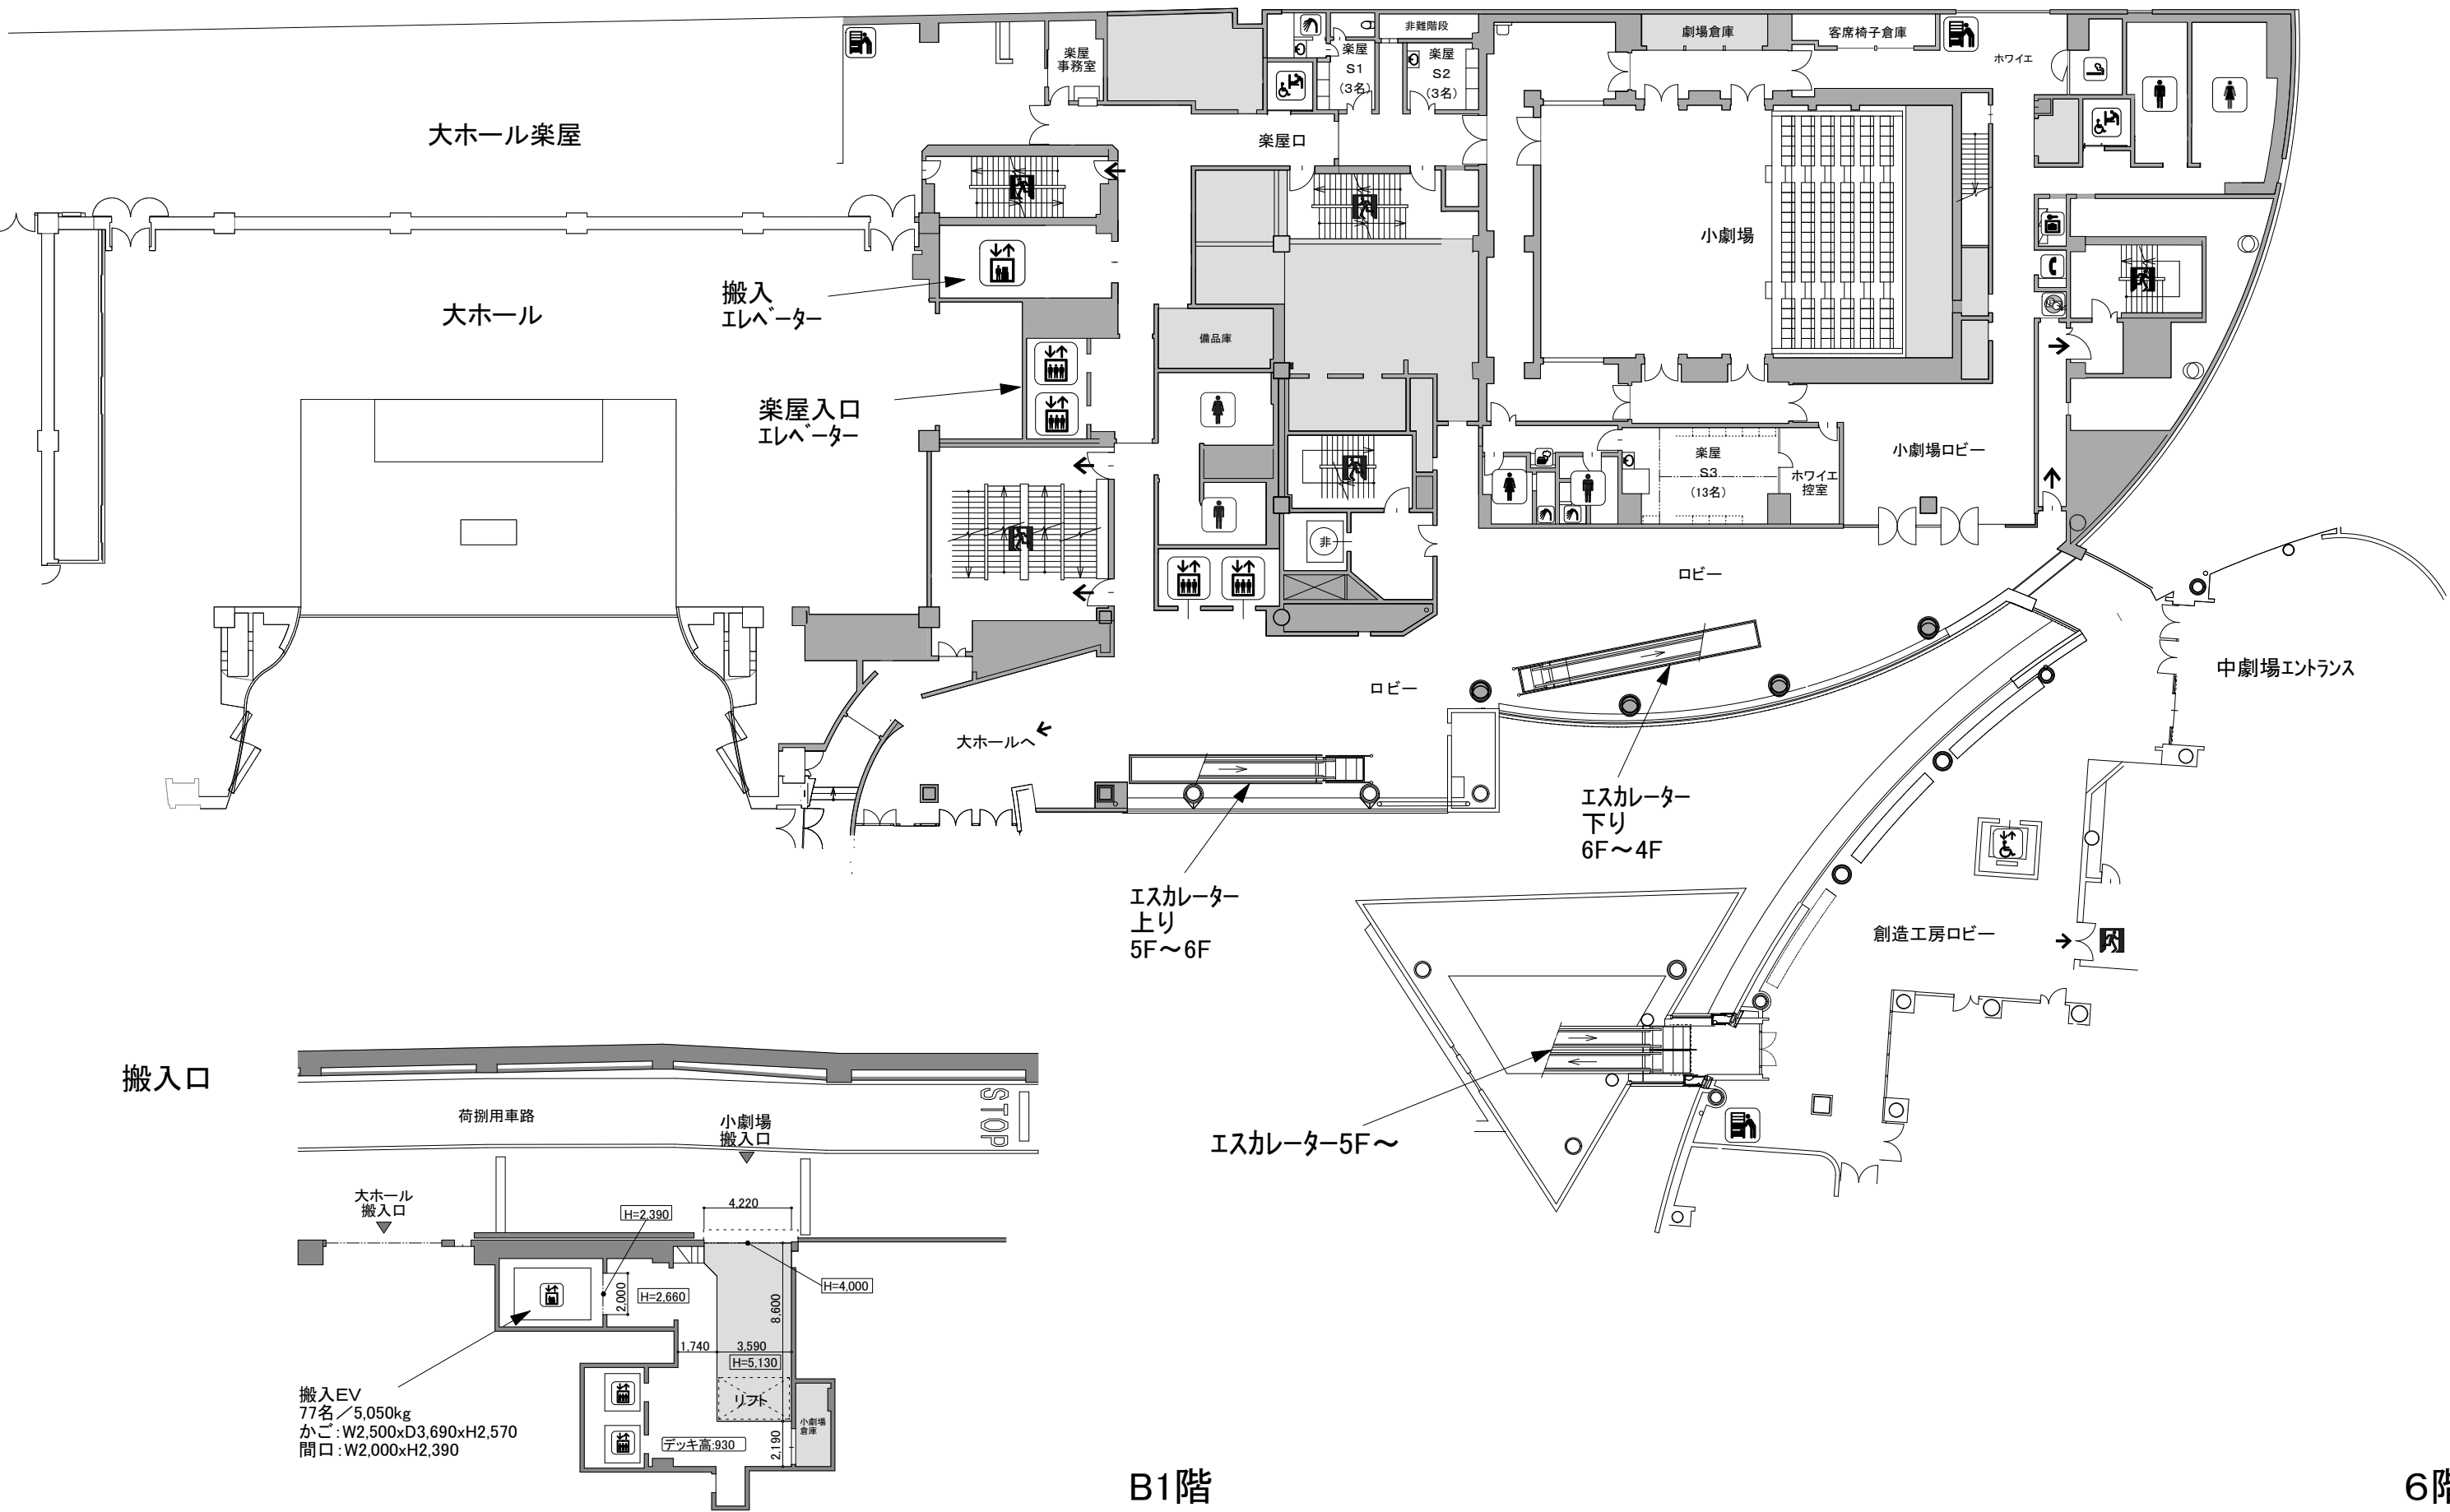 楽屋
事務室
楽屋
S1
(3名)
非難階段
楽屋
S2
(3名)
劇場倉庫
客席椅子倉庫
ホワイエ
大ホール楽屋
楽屋口
小劇場
大ホール
搬入
エレベーター
備品庫
楽屋入口
エレベーター
楽屋
S3
(13名)
ホワイエ
控室
小劇場ロビー
非
ロビー
中劇場エントランス
ロビー
大ホールへ
エスカレーター
下り
6F~4F
エスカレーター
上り
5F~6F
創造工房ロビー
搬入口
荷捌用車路
小劇場
搬入口
STOP
エスカレーター5F~
大ホール
搬入口
H=2,390
4,220
H=4,000
2,000
H=2,660
8,600
1,740
3,590
H=5,130
リフト
搬入EV
77名/5,050kg
かご:W2,500xD3,690xH2,570
間口:W2,000xH2,390
小劇場
倉庫
デッキ高:930
2,190
B1階
6階